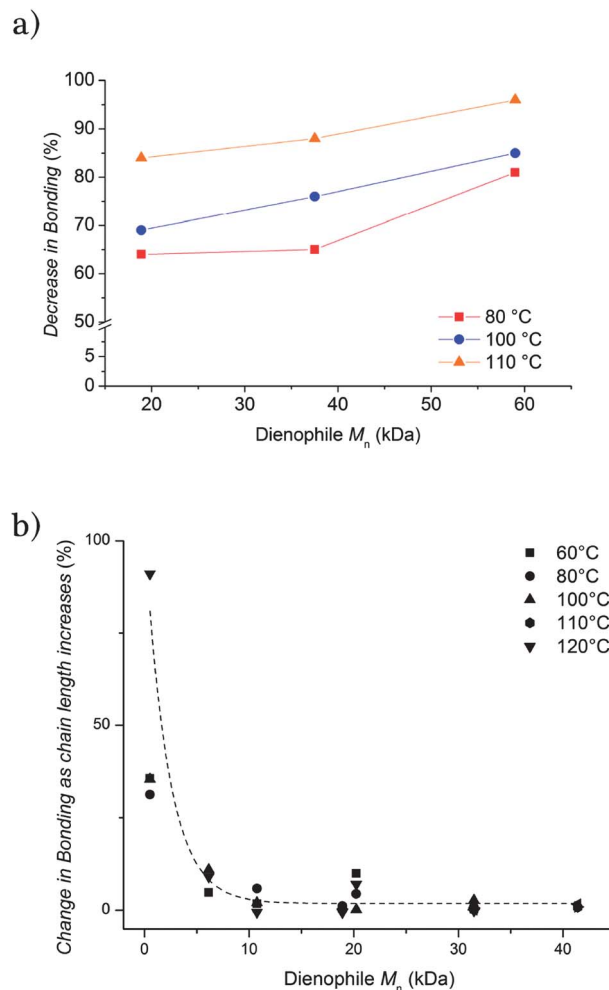 a)
Decrease in Bonding (%)
100
90
80
70
60
50
5
0
20
30
40
50
60
80 °C
100 °C
110 °C
Dienophile Mn (kDa)
b)
Change in Bonding as chain length increases (%)
100
50
0
0
10
20
30
40
60°C
80°C
100°C
110°C
120°C
Dienophile Mn (kDa)